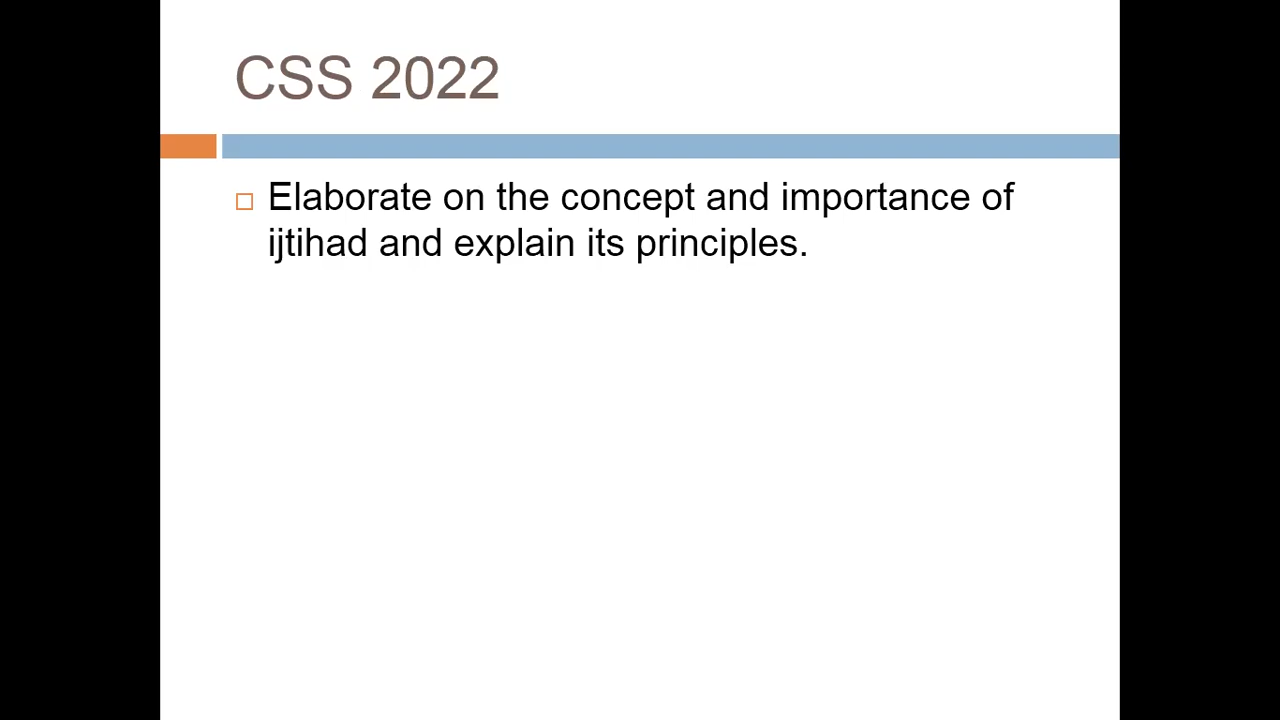 CSS 2022
Elaborate on the concept and importance of
ijtihad and explain its principles.